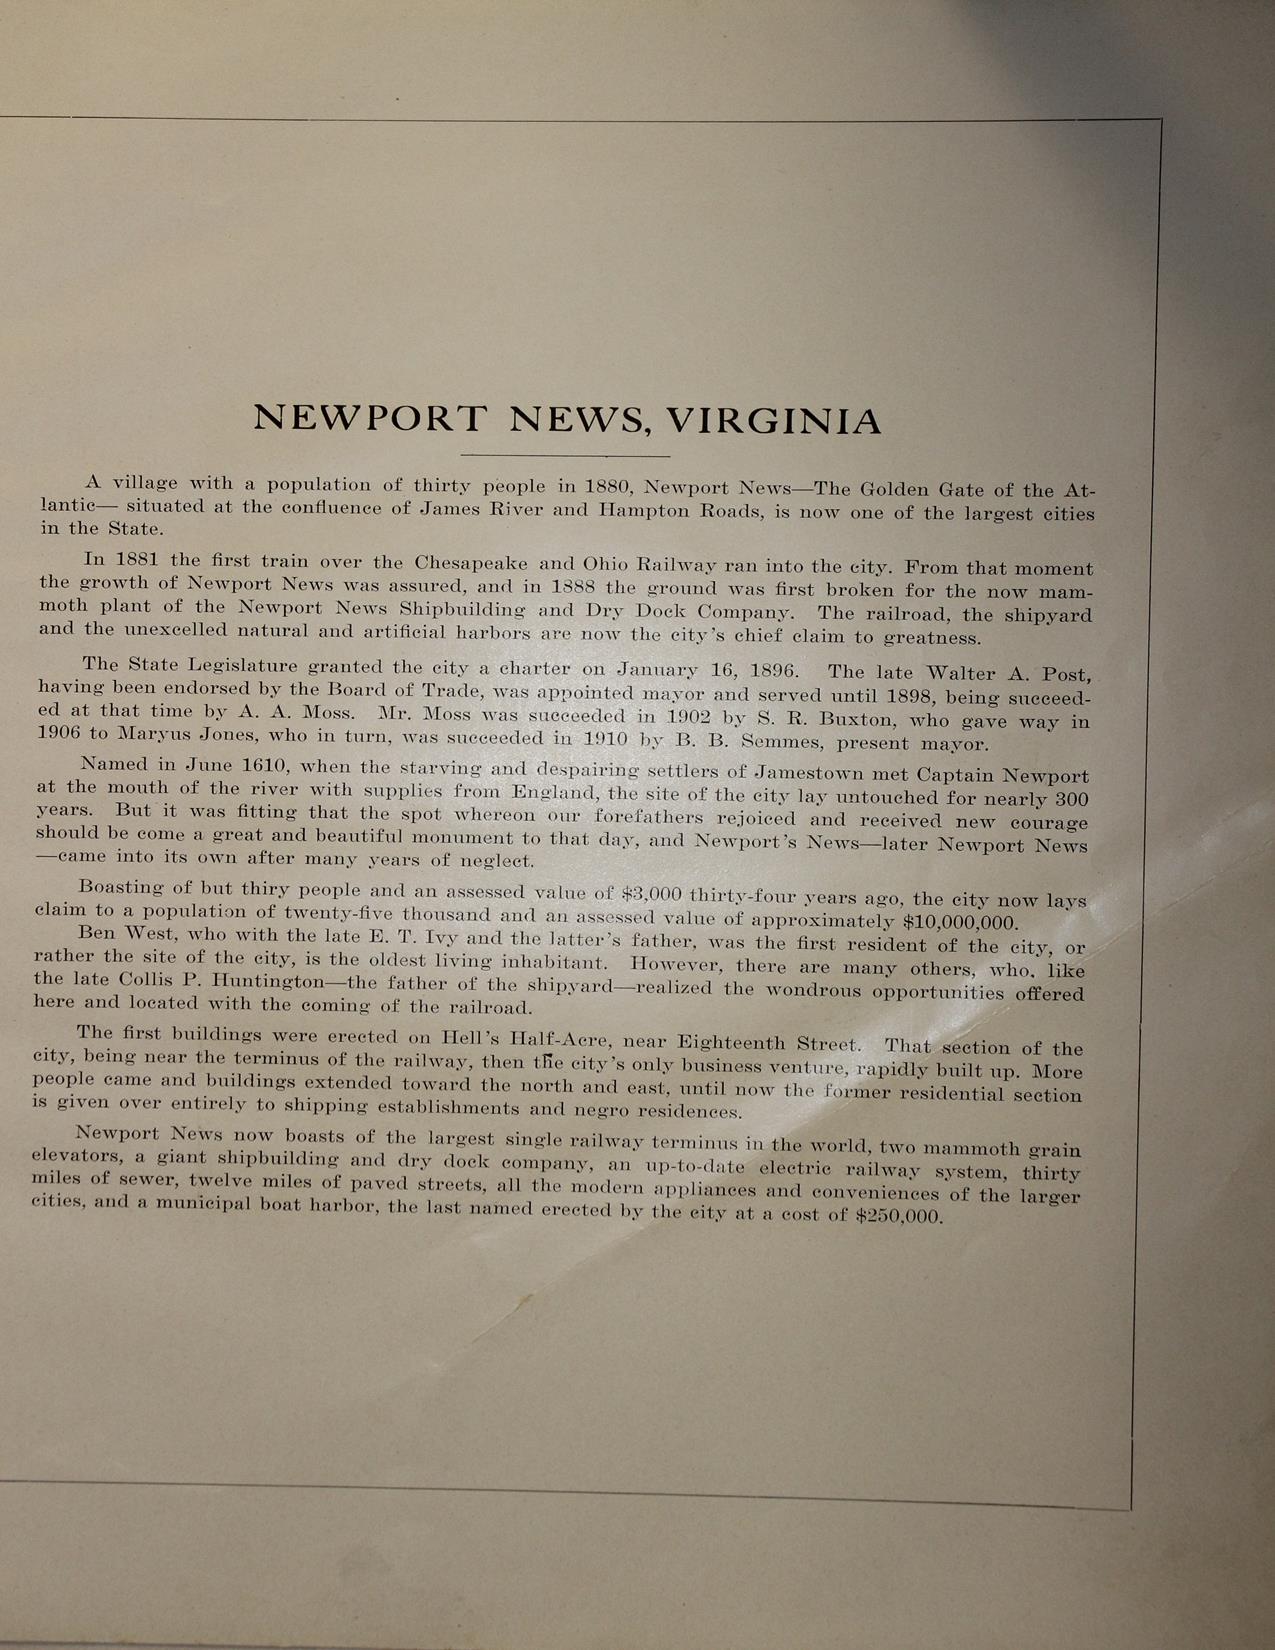 NEWPORT NEWS, VIRGINIA
A village with a population of thirty people in 1880, Newport News—The Golden Gate of the At-
lantic— situated at the confluence of James River and Hampton Roads, is now one of the largest cities
in the State.
In 1881 the first train over the Chesapeake and Ohio Railway ran into the city. From that moment
the growth of Newport News was assured, and in 1888 the ground was first broken for the now mam-
moth plant of the Newport News Shipbuilding and Dry Dock Company. The railroad, the shipyard
and the unexcelled natural and artificial harbors are now the city's chief claim to greatness.
The State Legislature granted the city a charter on January 16, 1896. The late Walter A. Post,
having been endorsed by the Board of Trade, was appointed mayor and served until 1898, being succeed-
ed at that time by A. A. Moss. Mr. Moss was succeeded in 1902 by S. R. Buxton, who gave way in
1906 to Maryus Jones, who in turn, was succeeded in 1910 by B. B. Semmes, present mayor.
Named in June 1610, when the starving and despairing settlers of Jamestown met Captain Newport
at the mouth of the river with supplies from England, the site of the city lay untouched for nearly 300
years. But it was fitting that the spot whereon our forefathers rejoiced and received new courage
should be come a great and beautiful monument to that day, and Newport's News—later Newport News
—came into its own after many years of neglect.
Boasting of but thiry people and an assessed value of $3,000 thirty-four years ago, the city now lays
claim to a population of twenty-five thousand and an assessed value of approximately $10,000,000.
Ben West, who with the late E. T. Ivy and the latter's father, was the first resident of the city, or
rather the site of the city, is the oldest living inhabitant. However, there are many others, who, like
the late Collis P. Huntington—the father of the shipyard—realized the wondrous opportunities offered
here and located with the coming of the railroad.
The first buildings were erected on Hell's Half-Acre, near Eighteenth Street. That section of the
city, being near the terminus of the railway, then the city's only business venture, rapidly built up. More
people came and buildings extended toward the north and east, until now the former residential section
is given over entirely to shipping establishments and negro residences.
Newport News now boasts of the largest single railway terminus in the world, two mammoth grain
elevators, a giant shipbuilding and dry dock company, an up-to-date electric railway system, thirty
miles of sewer, twelve miles of paved streets, all the modern appliances and conveniences of the larger
cities, and a municipal boat harbor, the last named erected by the city at a cost of $250,000.